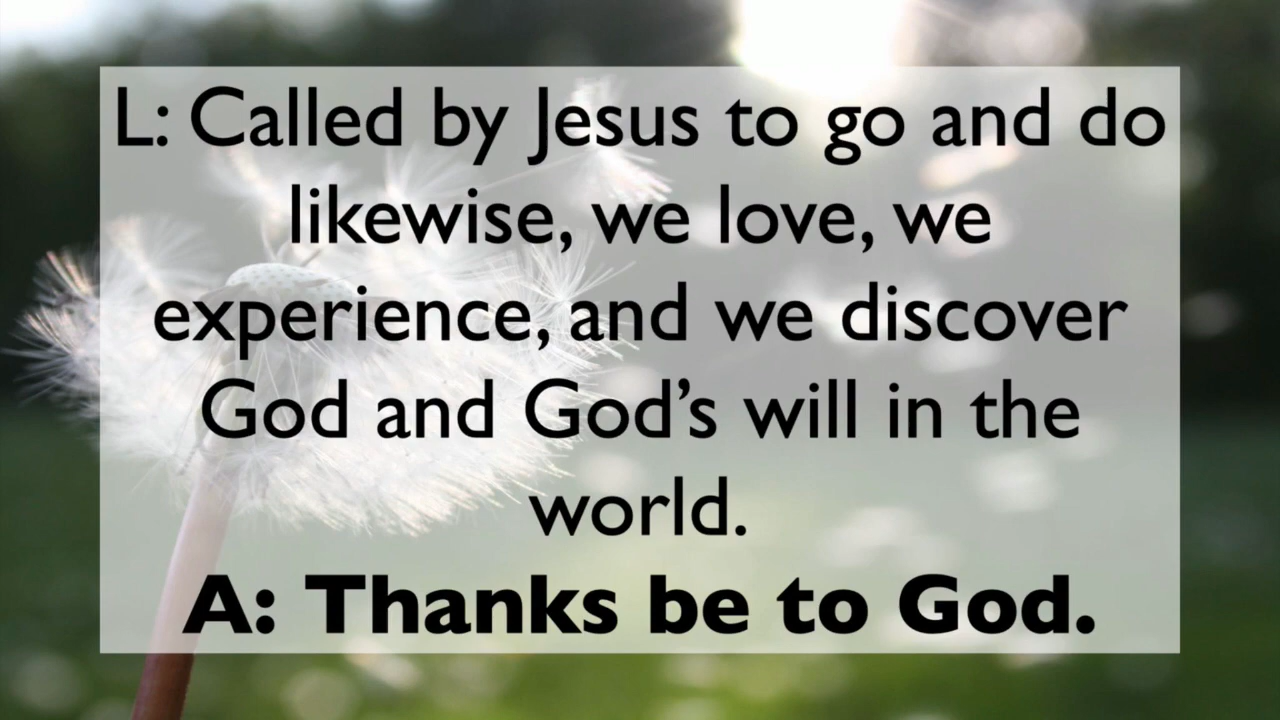 L: Called by Jesus to go and do
likewise, we love, we
experience, and we discover
God and God’s will in the
world.
A: Thanks be to God.